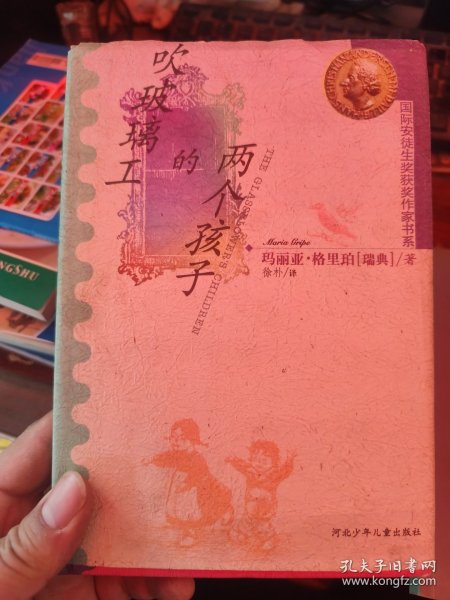 吹玻璃工
的
两个孩子
THE GLASSBLOWER'S CHILDREN
国际安徒生奖获奖作家书系
Maria Gripe
玛丽亚·格里珀[瑞典]/著
徐朴/译
河北少年儿童出版社
NGSHU
孔夫子旧书网
www.kongfz.com